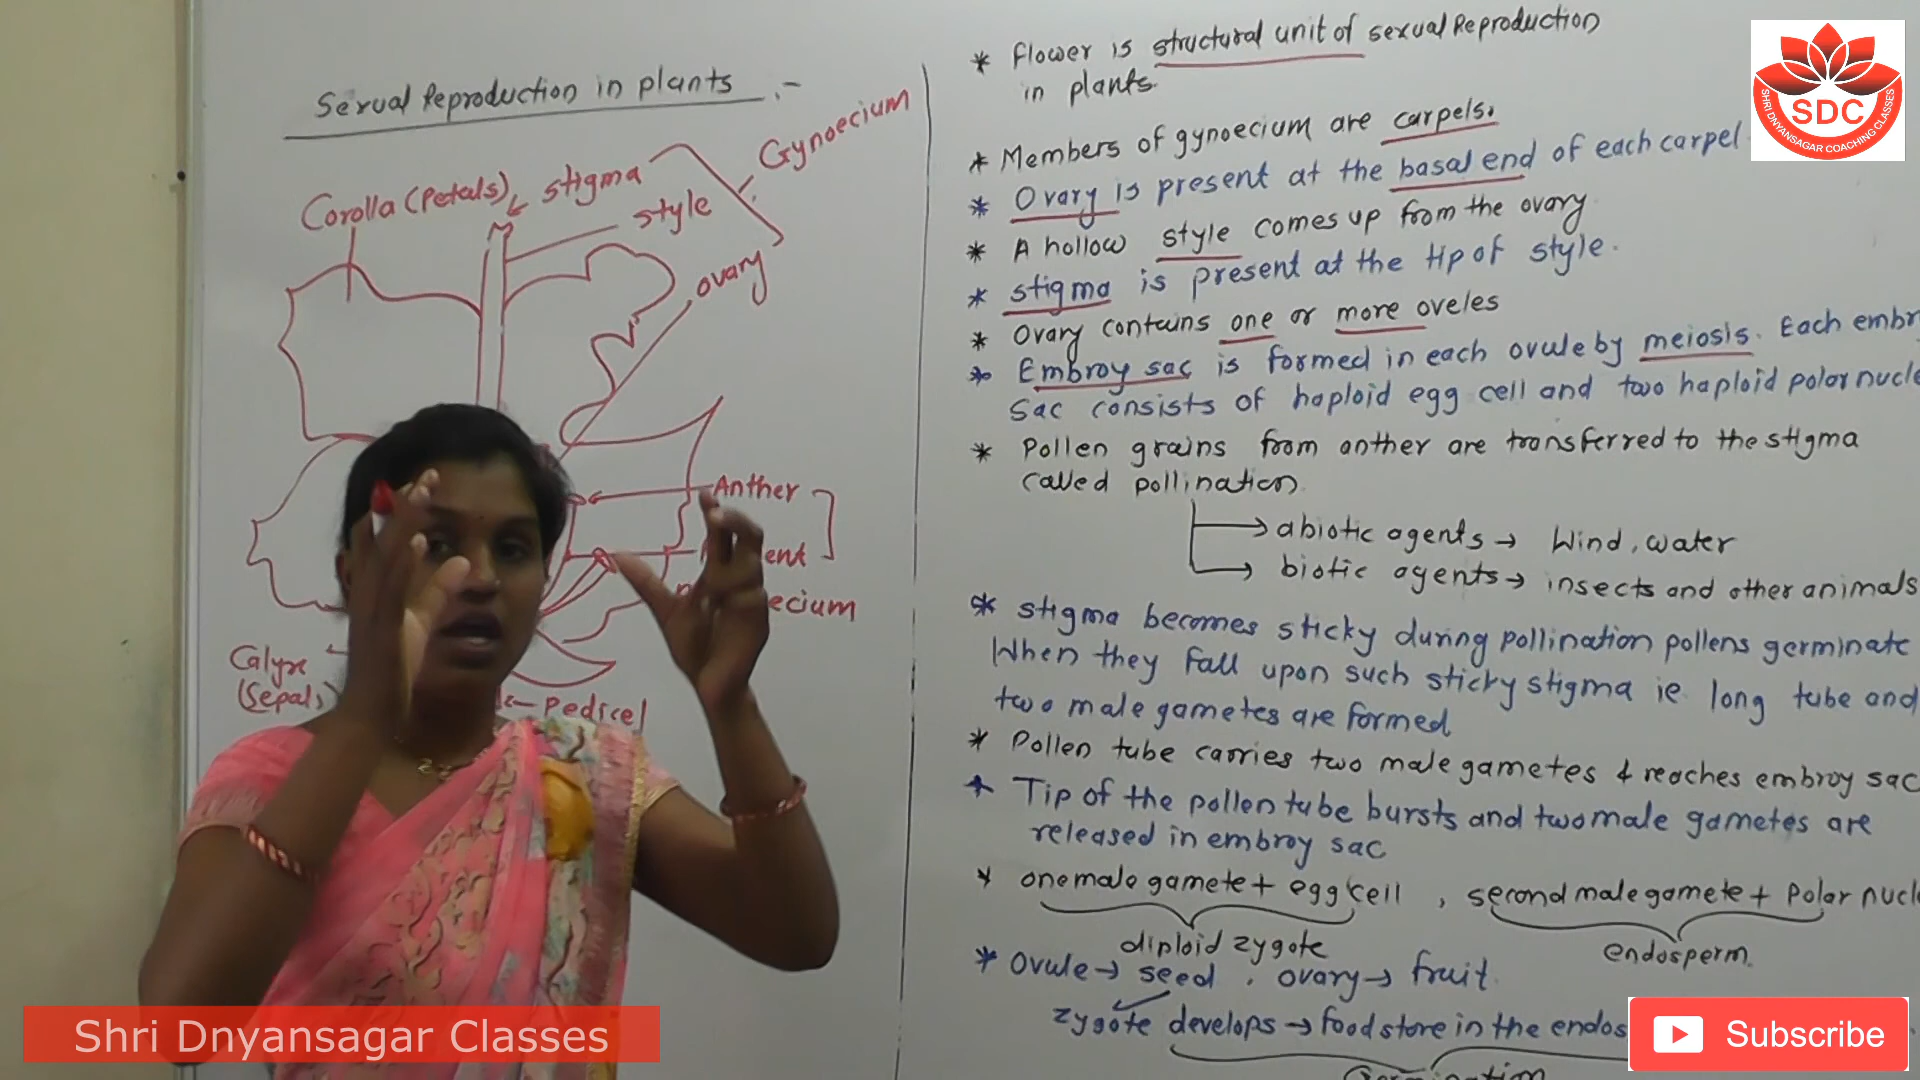 Sexual Reproduction in plants :-
Gynoecium
stigma
Corolla (Petals)
style
ovary
Anther
ent
ecium
Calyx
(Sepals)
Pedicel
* flower is structural unit of sexual Reproduction
in plants.
* Members of gynoecium are carpels.
* Ovary is present at the basal end of each carpel
* A hollow style comes up from the ovary
* stigma is present at the tip of style.
* Ovary contains one or more oveles
* Embroy sac is formed in each ovule by meiosis. Each embr
Sac consists of haploid egg cell and two haploid polar nucle
* Pollen grains from anther are transferred to the stigma
called pollination
→ abiotic agents → Wind, water
→ biotic agents → insects and other animals
* stigma becomes sticky during pollination pollens germinate
When they fall upon such sticky stigma ie. long tube and
two male gametes are formed
* Pollen tube carries two male gametes & reaches embroy sac
* Tip of the pollen tube bursts and two male gametes are
released in embroy sac
* one male gamete + egg cell , second male gamete + Polar nucle
diploid zygote endosperm.
* Ovule → seed , ovary → fruit.
zygote develops → food store in the endos
Germination
SDC
SHRI DNYANSAGAR COACHING CLASSES
Shri Dnyansagar Classes
Subscribe